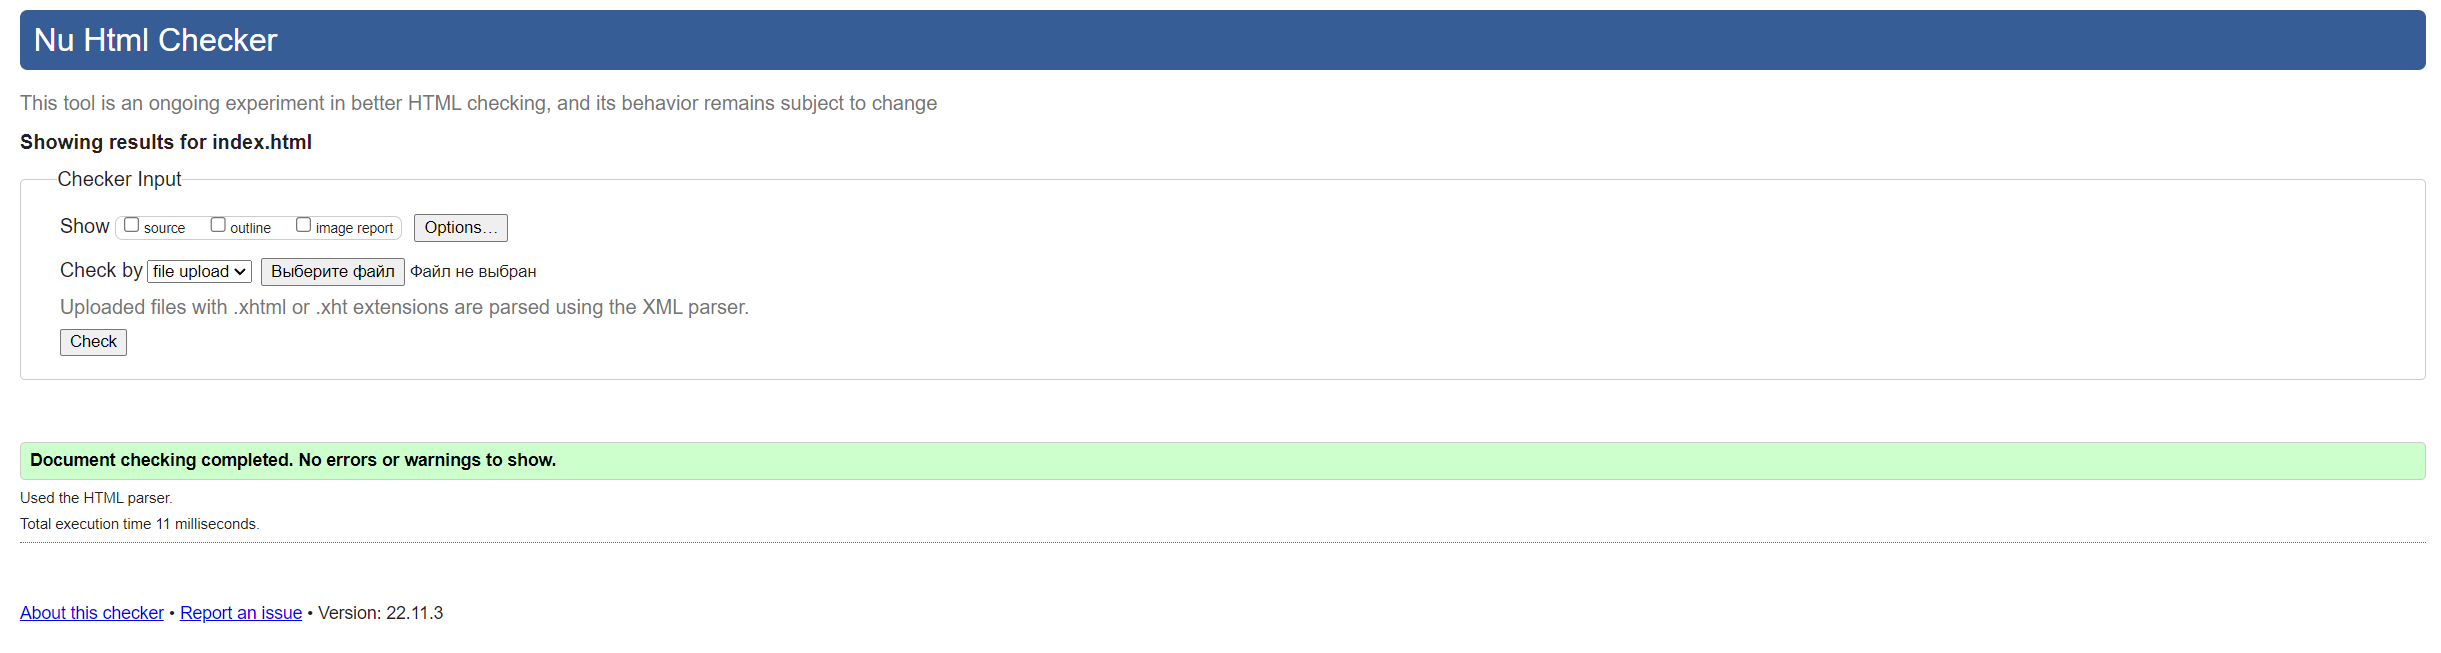 Nu Html Checker
This tool is an ongoing experiment in better HTML checking, and its behavior remains subject to change
Showing results for index.html
Checker Input
Show source outline image report Options...
Check by file upload Выберите файл Файл не выбран
Uploaded files with .xhtml or .xht extensions are parsed using the XML parser.
Check
Document checking completed. No errors or warnings to show.
Used the HTML parser.
Total execution time 11 milliseconds.
About this checker • Report an issue • Version: 22.11.3